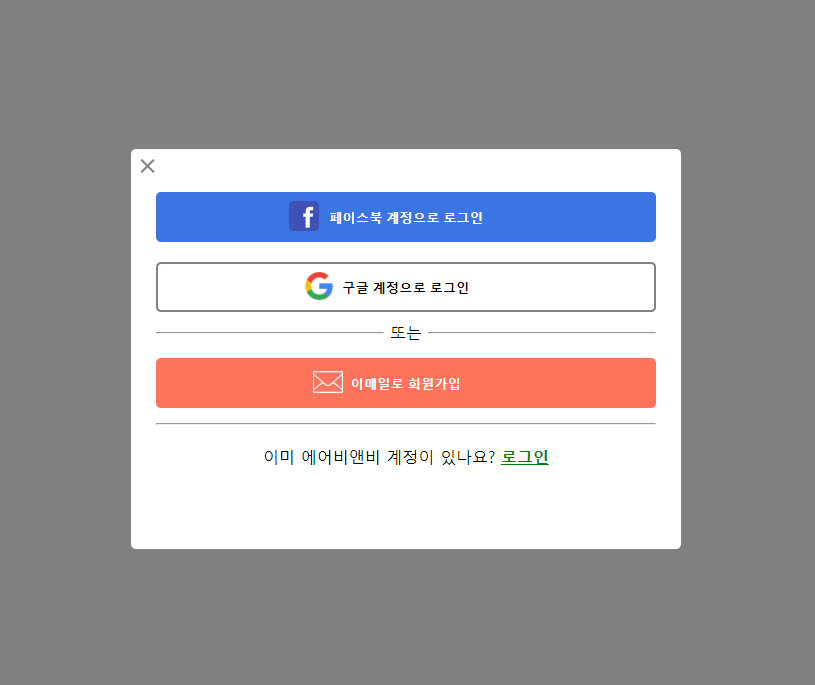 페이스북 계정으로 로그인
구글 계정으로 로그인
또는
이메일로 회원가입
이미 에어비앤비 계정이 있나요? 로그인